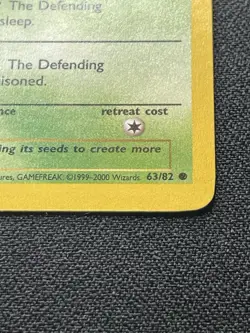 The Defending
sleep.
The Defending
isoned.
nce retreat cost
ing its seeds to create more
ures, GAMEFREAK. ©1999-2000 Wizards. 63/82